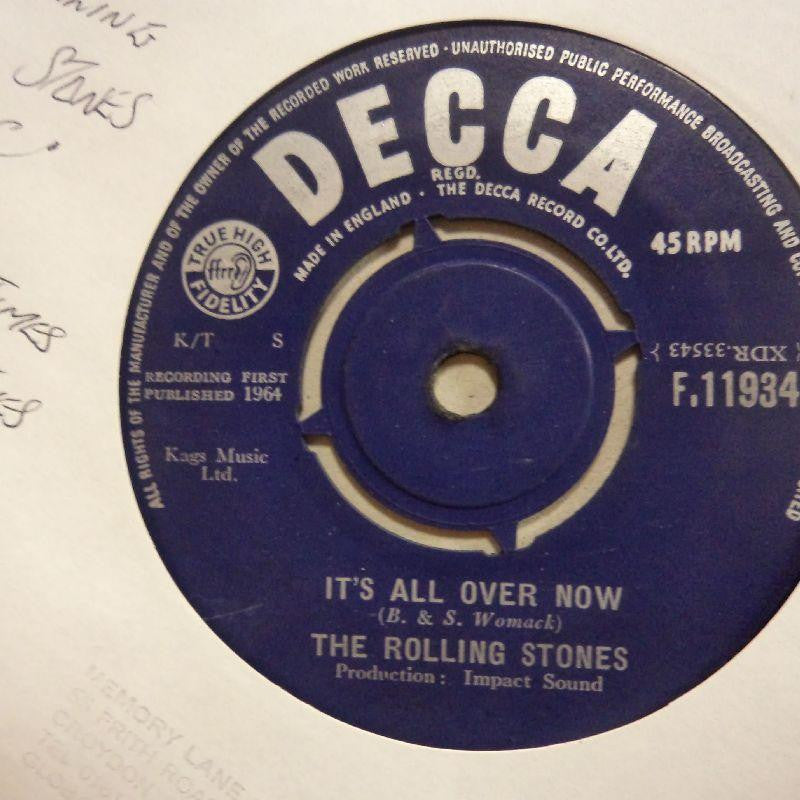 STONES
ALL RIGHTS OF THE MANUFACTURER AND OF THE OWNER OF THE RECORDED WORK RESERVED · UNAUTHORISED PUBLIC PERFORMANCE BROADCASTING AND
DECCA
REGD.
MADE IN ENGLAND · THE DECCA RECORD CO. LTD.
TRUE HIGH
ffrr
FIDELITY
45 RPM
K/T S
XDR.33543
RECORDING FIRST
PUBLISHED 1964
F.11934
Kags Music
Ltd.
IT'S ALL OVER NOW
(B. & S. Womack)
THE ROLLING STONES
Production: Impact Sound
MEMORY LANE
FRITH
CROYDON
TEL